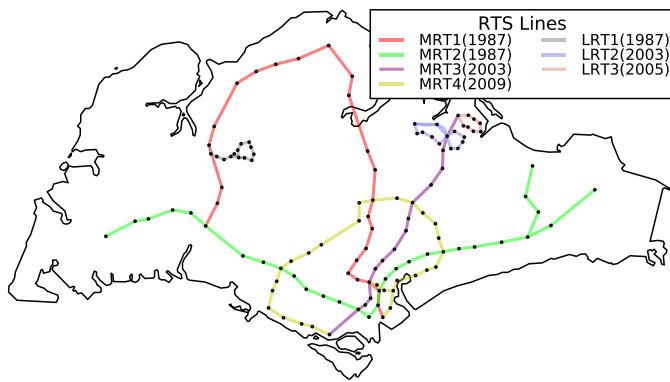 RTS Lines
MRT1(1987) LRT1(1987)
MRT2(1987) LRT2(2003)
MRT3(2003) LRT3(2005)
MRT4(2009)